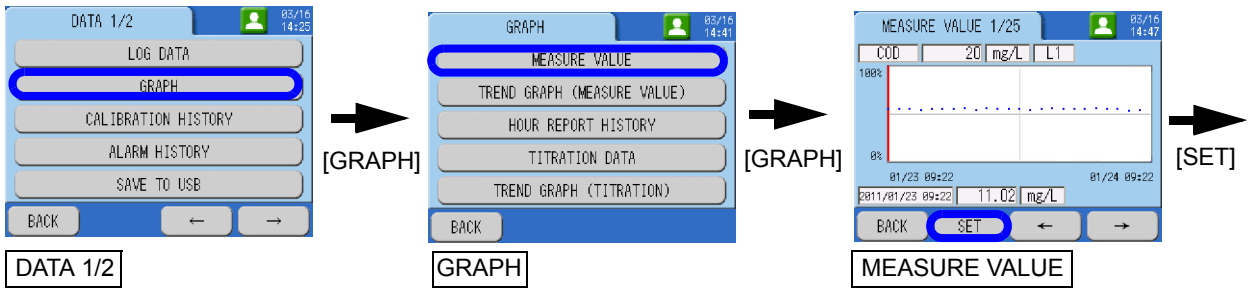 DATA 1/2
03/16
14:25
LOG DATA
GRAPH
CALIBRATION HISTORY
ALARM HISTORY
SAVE TO USB
BACK
←
→
DATA 1/2
[GRAPH]
GRAPH
03/16
14:41
MEASURE VALUE
TREND GRAPH (MEASURE VALUE)
HOUR REPORT HISTORY
TITRATION DATA
TREND GRAPH (TITRATION)
BACK
GRAPH
[GRAPH]
MEASURE VALUE 1/25
03/16
14:47
COD 20 mg/L L1
100%
0%
01/23 09:22 01/24 09:22
2011/01/23 09:22 11.02 mg/L
BACK SET ← →
MEASURE VALUE
[SET]